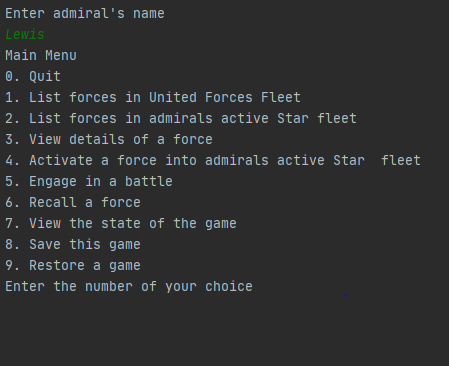 Enter admiral's name
Lewis
Main Menu
0. Quit
1. List forces in United Forces Fleet
2. List forces in admirals active Star fleet
3. View details of a force
4. Activate a force into admirals active Star  fleet
5. Engage in a battle
6. Recall a force
7. View the state of the game
8. Save this game
9. Restore a game
Enter the number of your choice